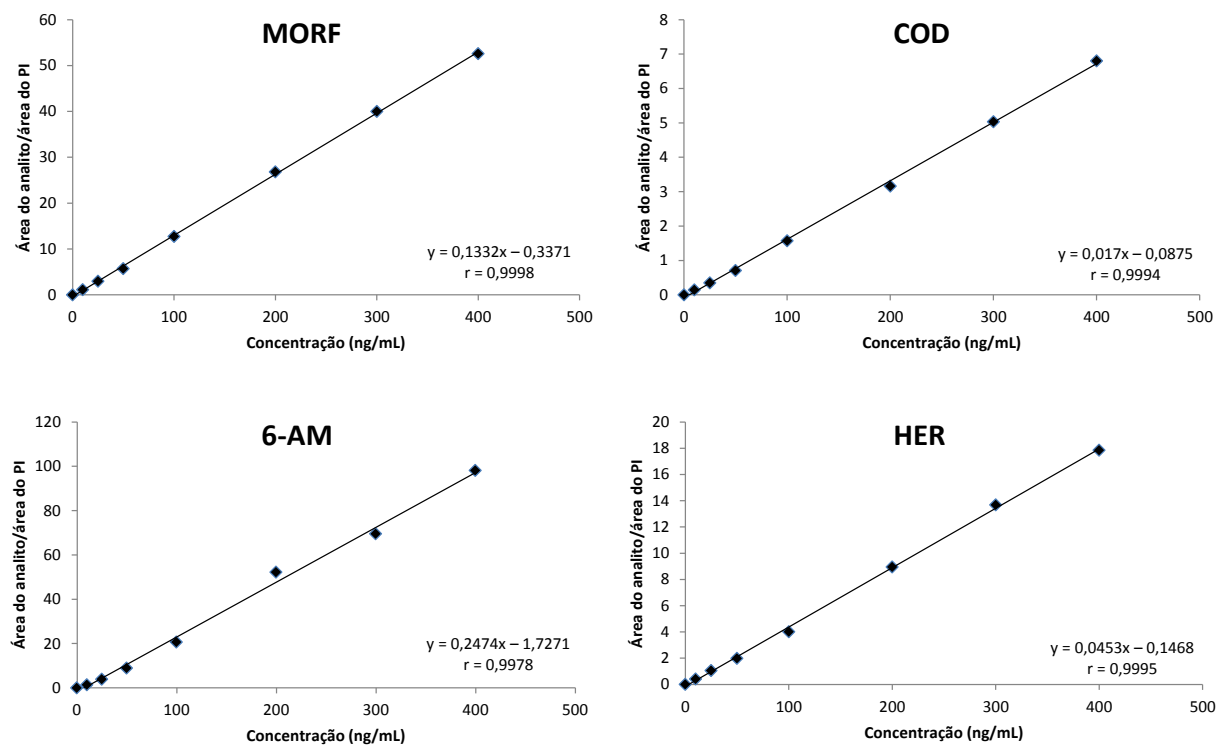 MORF
Área do analito/área do PI
60
50
40
30
20
10
0
y = 0,1332x – 0,3371
r = 0,9998
0 100 200 300 400 500
Concentração (ng/mL)
COD
Área do analito/área do PI
8
7
6
5
4
3
2
1
0
y = 0,017x – 0,0875
r = 0,9994
0 100 200 300 400 500
Concentração (ng/mL)
6-AM
Área do analito/área do PI
120
100
80
60
40
20
0
y = 0,2474x – 1,7271
r = 0,9978
0 100 200 300 400 500
Concentração (ng/mL)
HER
Área do analito/área do PI
20
18
16
14
12
10
8
6
4
2
0
y = 0,0453x – 0,1468
r = 0,9995
0 100 200 300 400 500
Concentração (ng/mL)